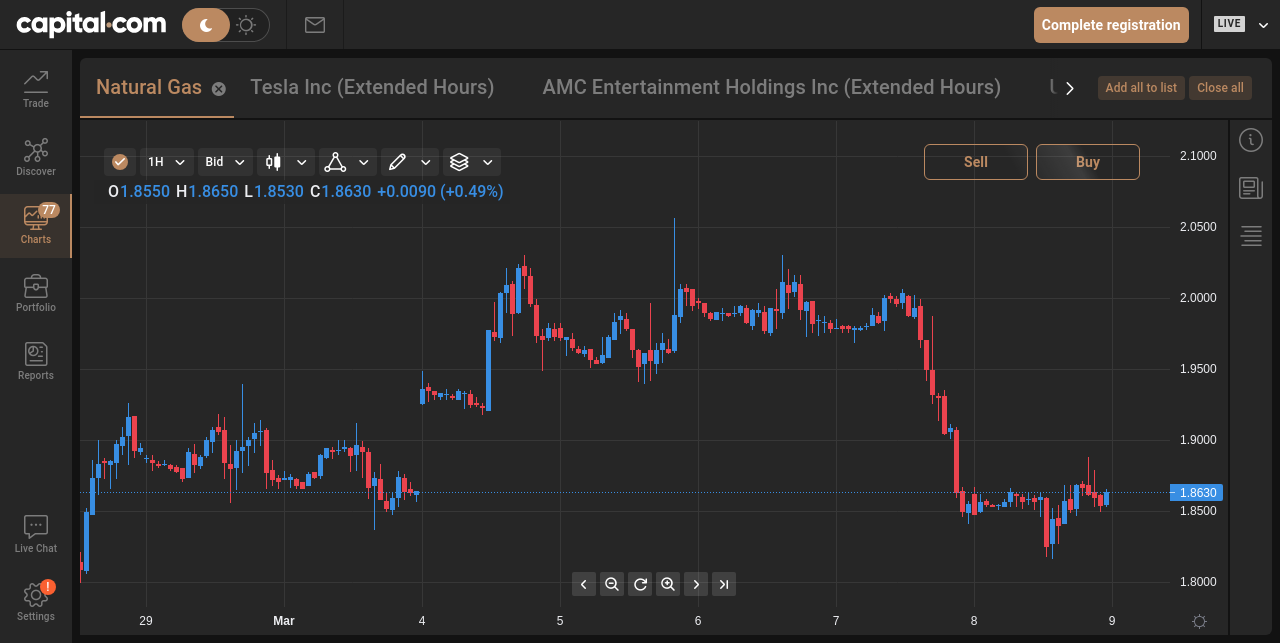 capital.com
Complete registration
LIVE
Trade
Discover
77
Charts
Portfolio
Reports
Live Chat
!
Settings
Natural Gas
Tesla Inc (Extended Hours)
AMC Entertainment Holdings Inc (Extended Hours)
Add all to list
Close all
1H
Bid
Sell
Buy
O1.8550 H1.8650 L1.8530 C1.8630 +0.0090 (+0.49%)
2.1000
2.0500
2.0000
1.9500
1.9000
1.8630
1.8500
1.8000
29
Mar
4
5
6
7
8
9